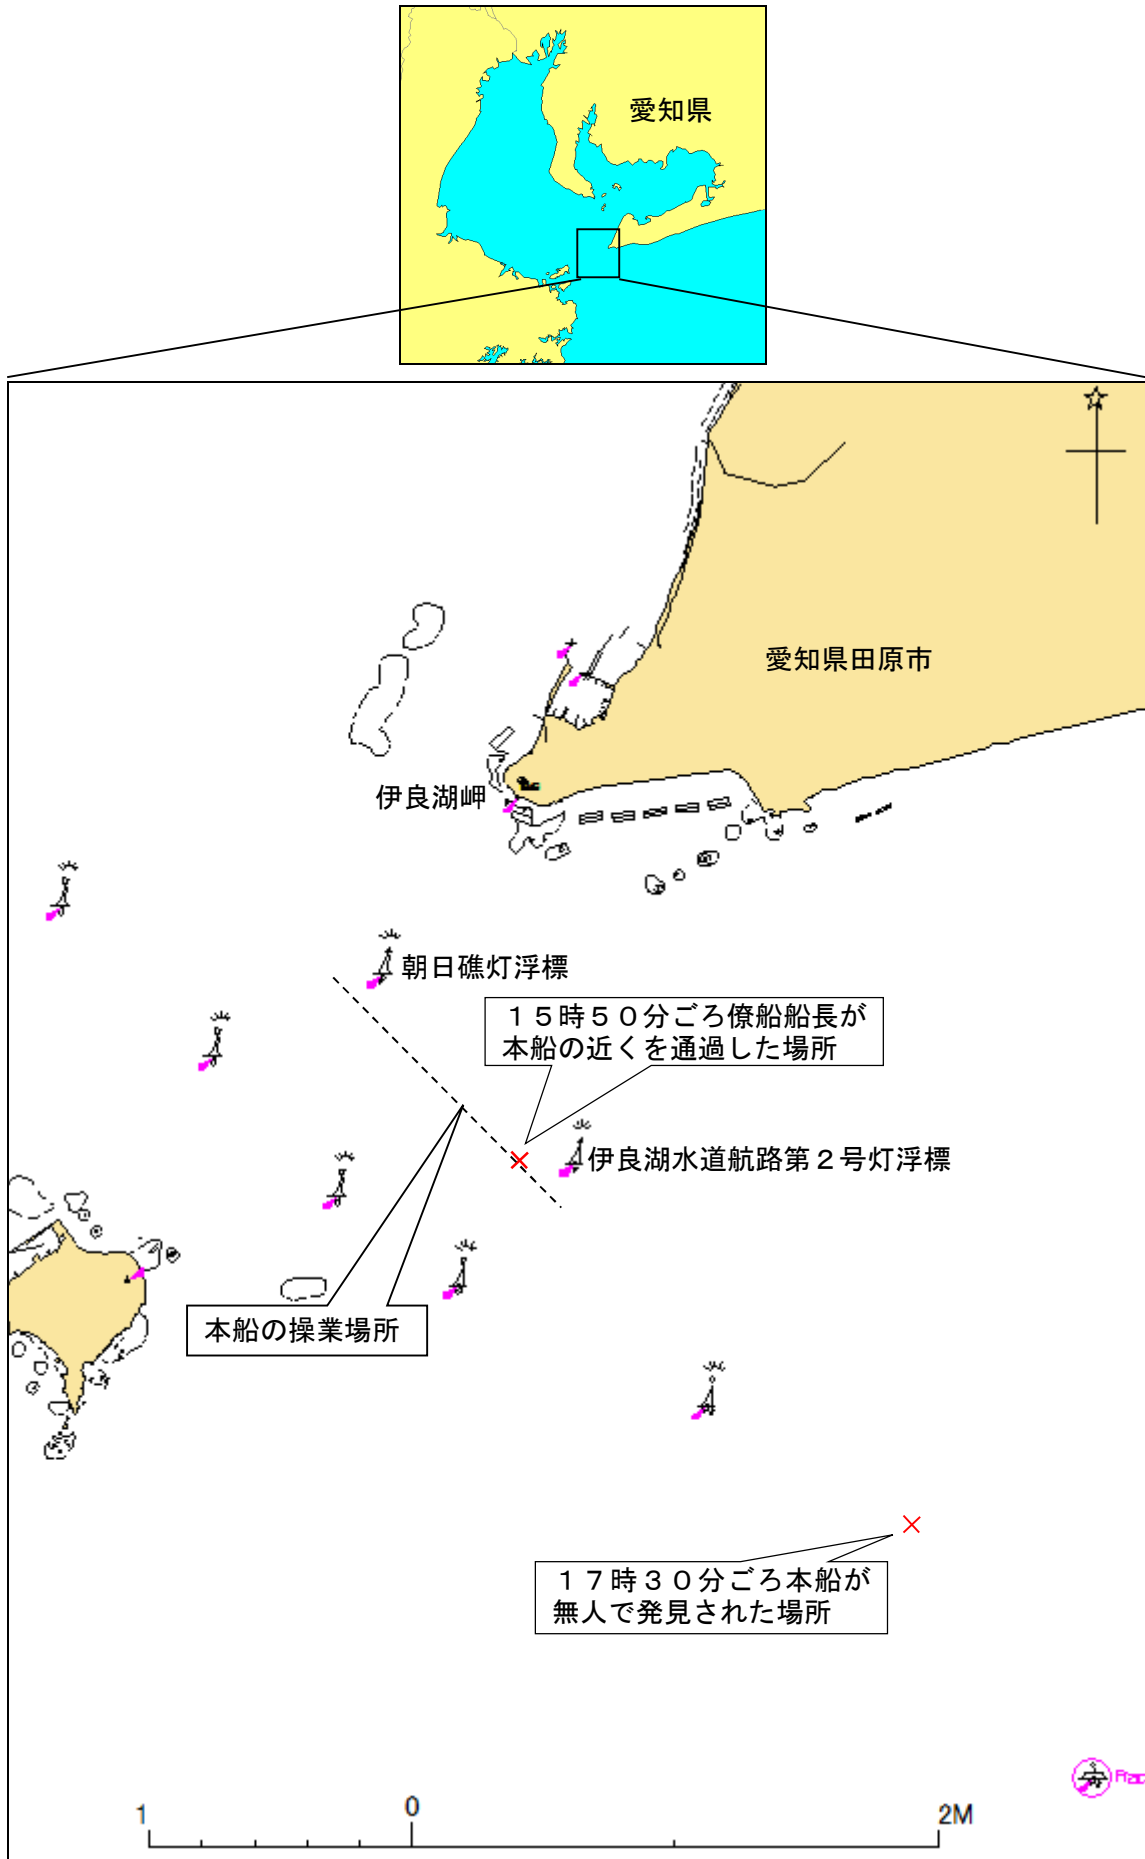 愛知県
愛知県田原市
伊良湖岬
朝日礁灯浮標
１５時５０分ごろ僚船船長が
本船の近くを通過した場所
伊良湖水道航路第２号灯浮標
本船の操業場所
１７時３０分ごろ本船が
無人で発見された場所
1 0 2M